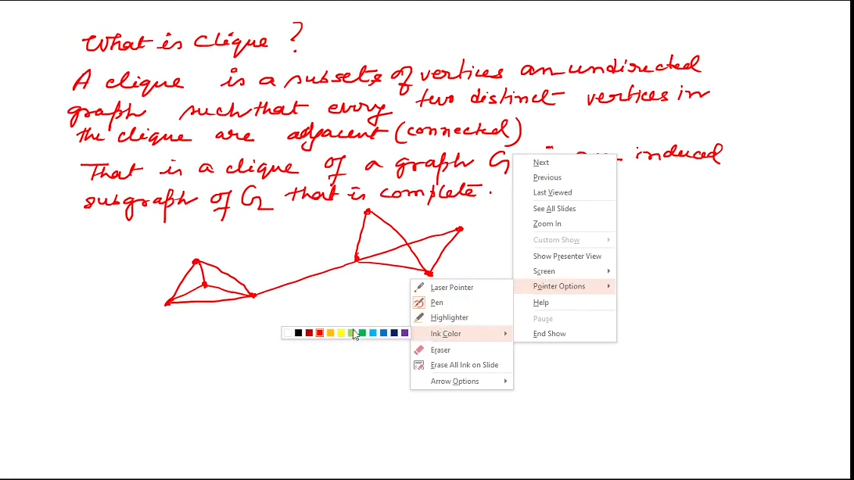 What is clique ?
A clique is a subsets of vertices an undirected
graph such that every two distinct vertices in
the clique are adjacent (connected)
That is a clique of a graph G induced
subgraph of G that is complete.
Next
Previous
Last Viewed
See All Slides
Zoom In
Custom Show
Show Presenter View
Screen
Pointer Options
Help
Pause
End Show
Laser Pointer
Pen
Highlighter
Ink Color
Eraser
Erase All Ink on Slide
Arrow Options